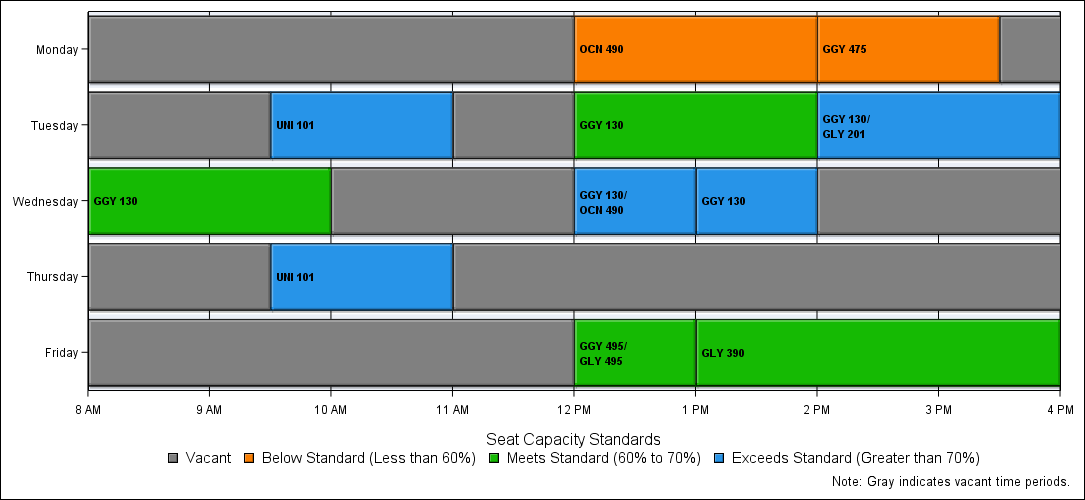 Monday
OCN 490
GGY 475
Tuesday
UNI 101
GGY 130
GGY 130/
GLY 201
Wednesday
GGY 130
GGY 130/
OCN 490
GGY 130
Thursday
UNI 101
Friday
GGY 495/
GLY 495
GLY 390
8 AM 9 AM 10 AM 11 AM 12 PM 1 PM 2 PM 3 PM 4 PM
Seat Capacity Standards
Vacant Below Standard (Less than 60%) Meets Standard (60% to 70%) Exceeds Standard (Greater than 70%)
Note: Gray indicates vacant time periods.